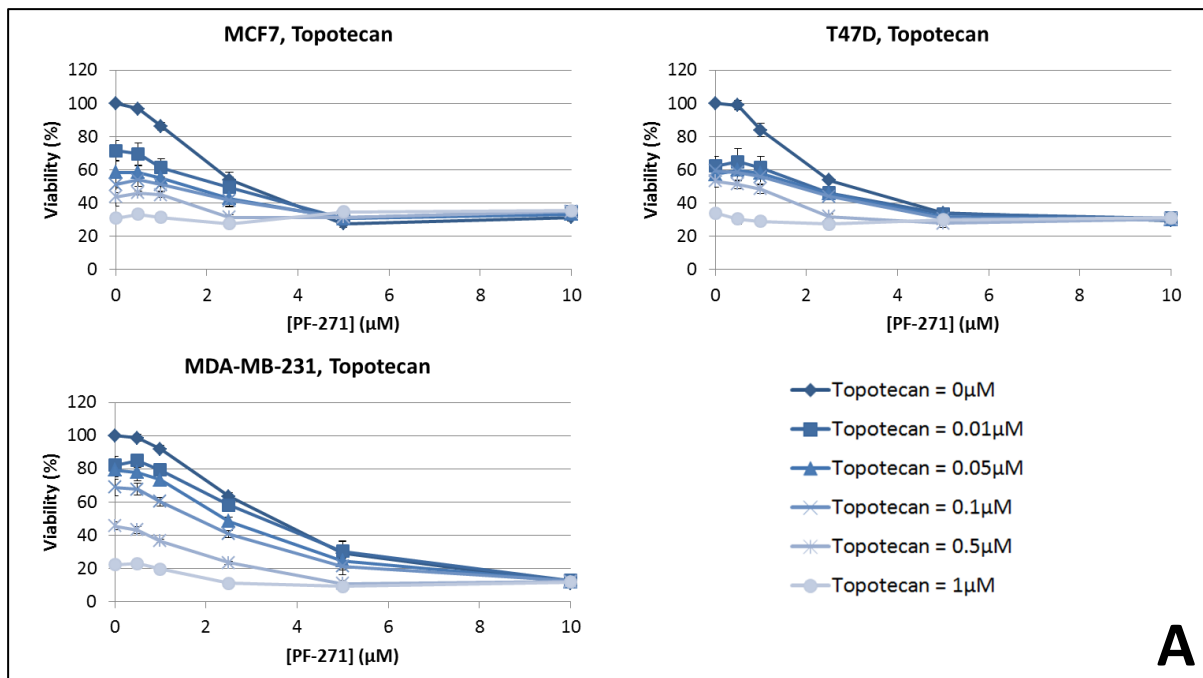 MCF7, Topotecan
120
100
80
60
40
20
0
Viability (%)
0 2 4 6 8 10
[PF-271] (µM)
T47D, Topotecan
120
100
80
60
40
20
0
Viability (%)
0 2 4 6 8 10
[PF-271] (µM)
MDA-MB-231, Topotecan
120
100
80
60
40
20
0
Viability (%)
0 2 4 6 8 10
[PF-271] (µM)
Topotecan = 0µM
Topotecan = 0.01µM
Topotecan = 0.05µM
Topotecan = 0.1µM
Topotecan = 0.5µM
Topotecan = 1µM
A